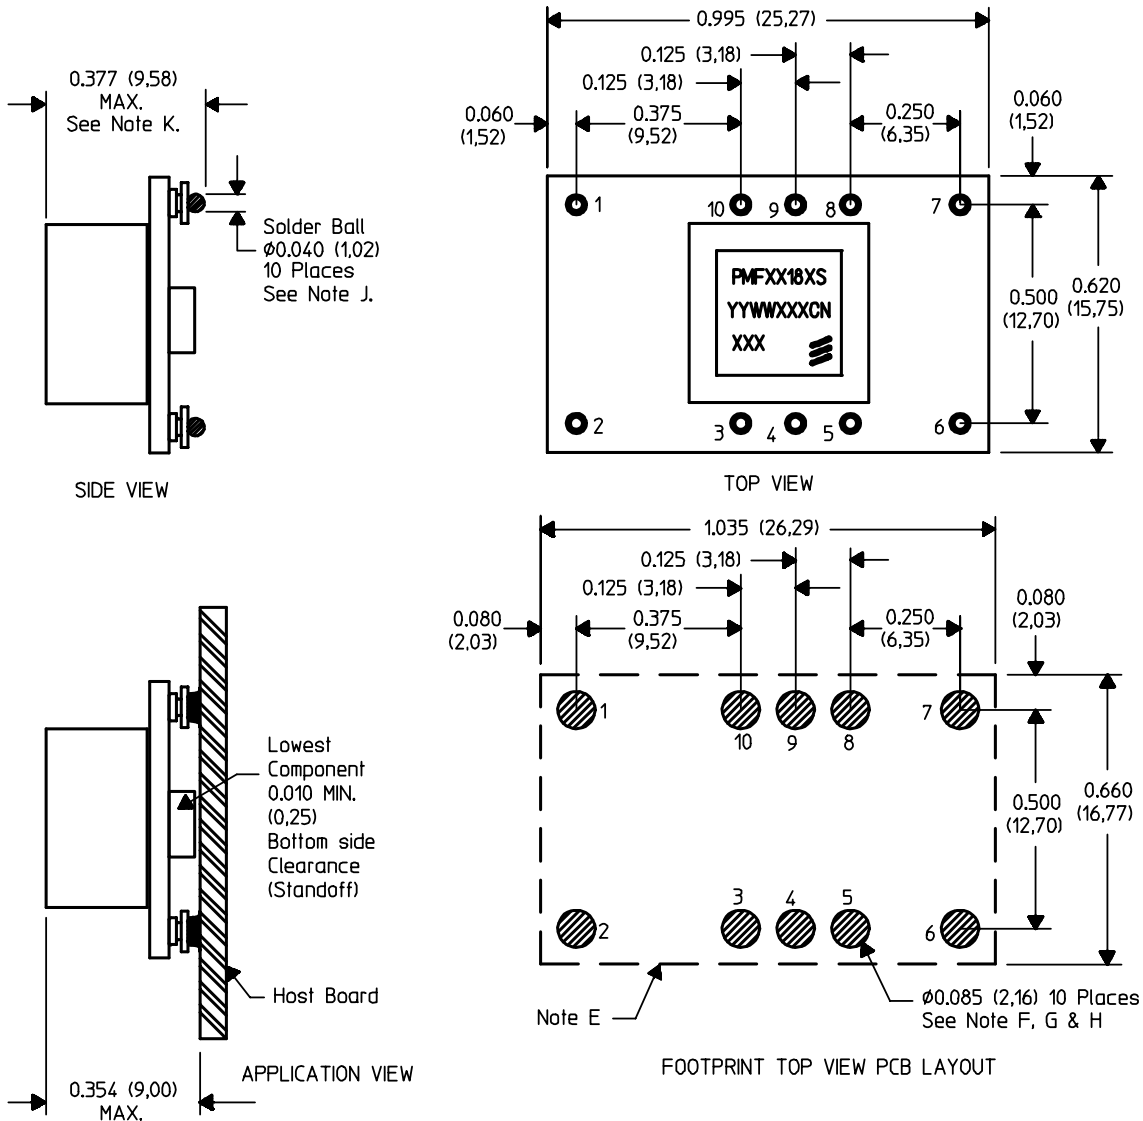 0.377 (9,58)
MAX.
See Note K.
Solder Ball
Ø0.040 (1,02)
10 Places
See Note J.
SIDE VIEW
0.995 (25,27)
0.125 (3,18)
0.125 (3,18)
0.060
(1,52)
0.375
(9,52)
0.250
(6,35)
0.060
(1,52)
1
10
9
8
7
PMFXX18XS
YYWWXXXCN
XXX
0.500
(12,70)
0.620
(15,75)
2
3
4
5
6
TOP VIEW
Lowest
Component
0.010 MIN.
(0,25)
Bottom side
Clearance
(Standoff)
Host Board
APPLICATION VIEW
0.354 (9,00)
MAX.
1.035 (26,29)
0.125 (3,18)
0.125 (3,18)
0.080
(2,03)
0.375
(9,52)
0.250
(6,35)
0.080
(2,03)
1
10
9
8
7
0.500
(12,70)
0.660
(16,77)
2
3
4
5
6
Note E
Ø0.085 (2,16) 10 Places
See Note F, G & H
FOOTPRINT TOP VIEW PCB LAYOUT